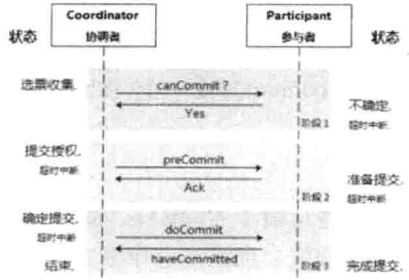 Coordinator
协调者
Participant
参与者
状态
状态
选票收集,
canCommit ?
Yes
不确定,
超时中断
阶段 1
提交授权,
超时中断
preCommit
Ack
准备提交,
超时中断
阶段 2
确定提交,
超时中断
doCommit
haveCommitted
结束,
阶段 3
完成提交,